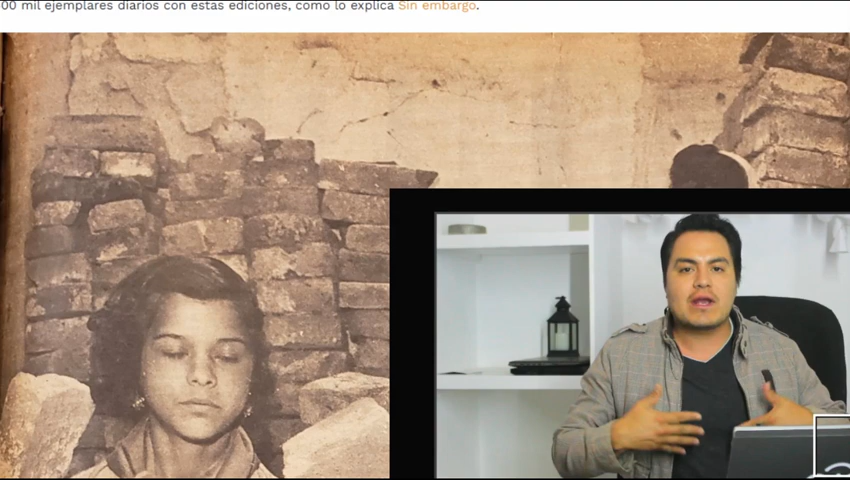 00 mil ejemplares diarios con estas ediciones, como lo explica Sin embargo.